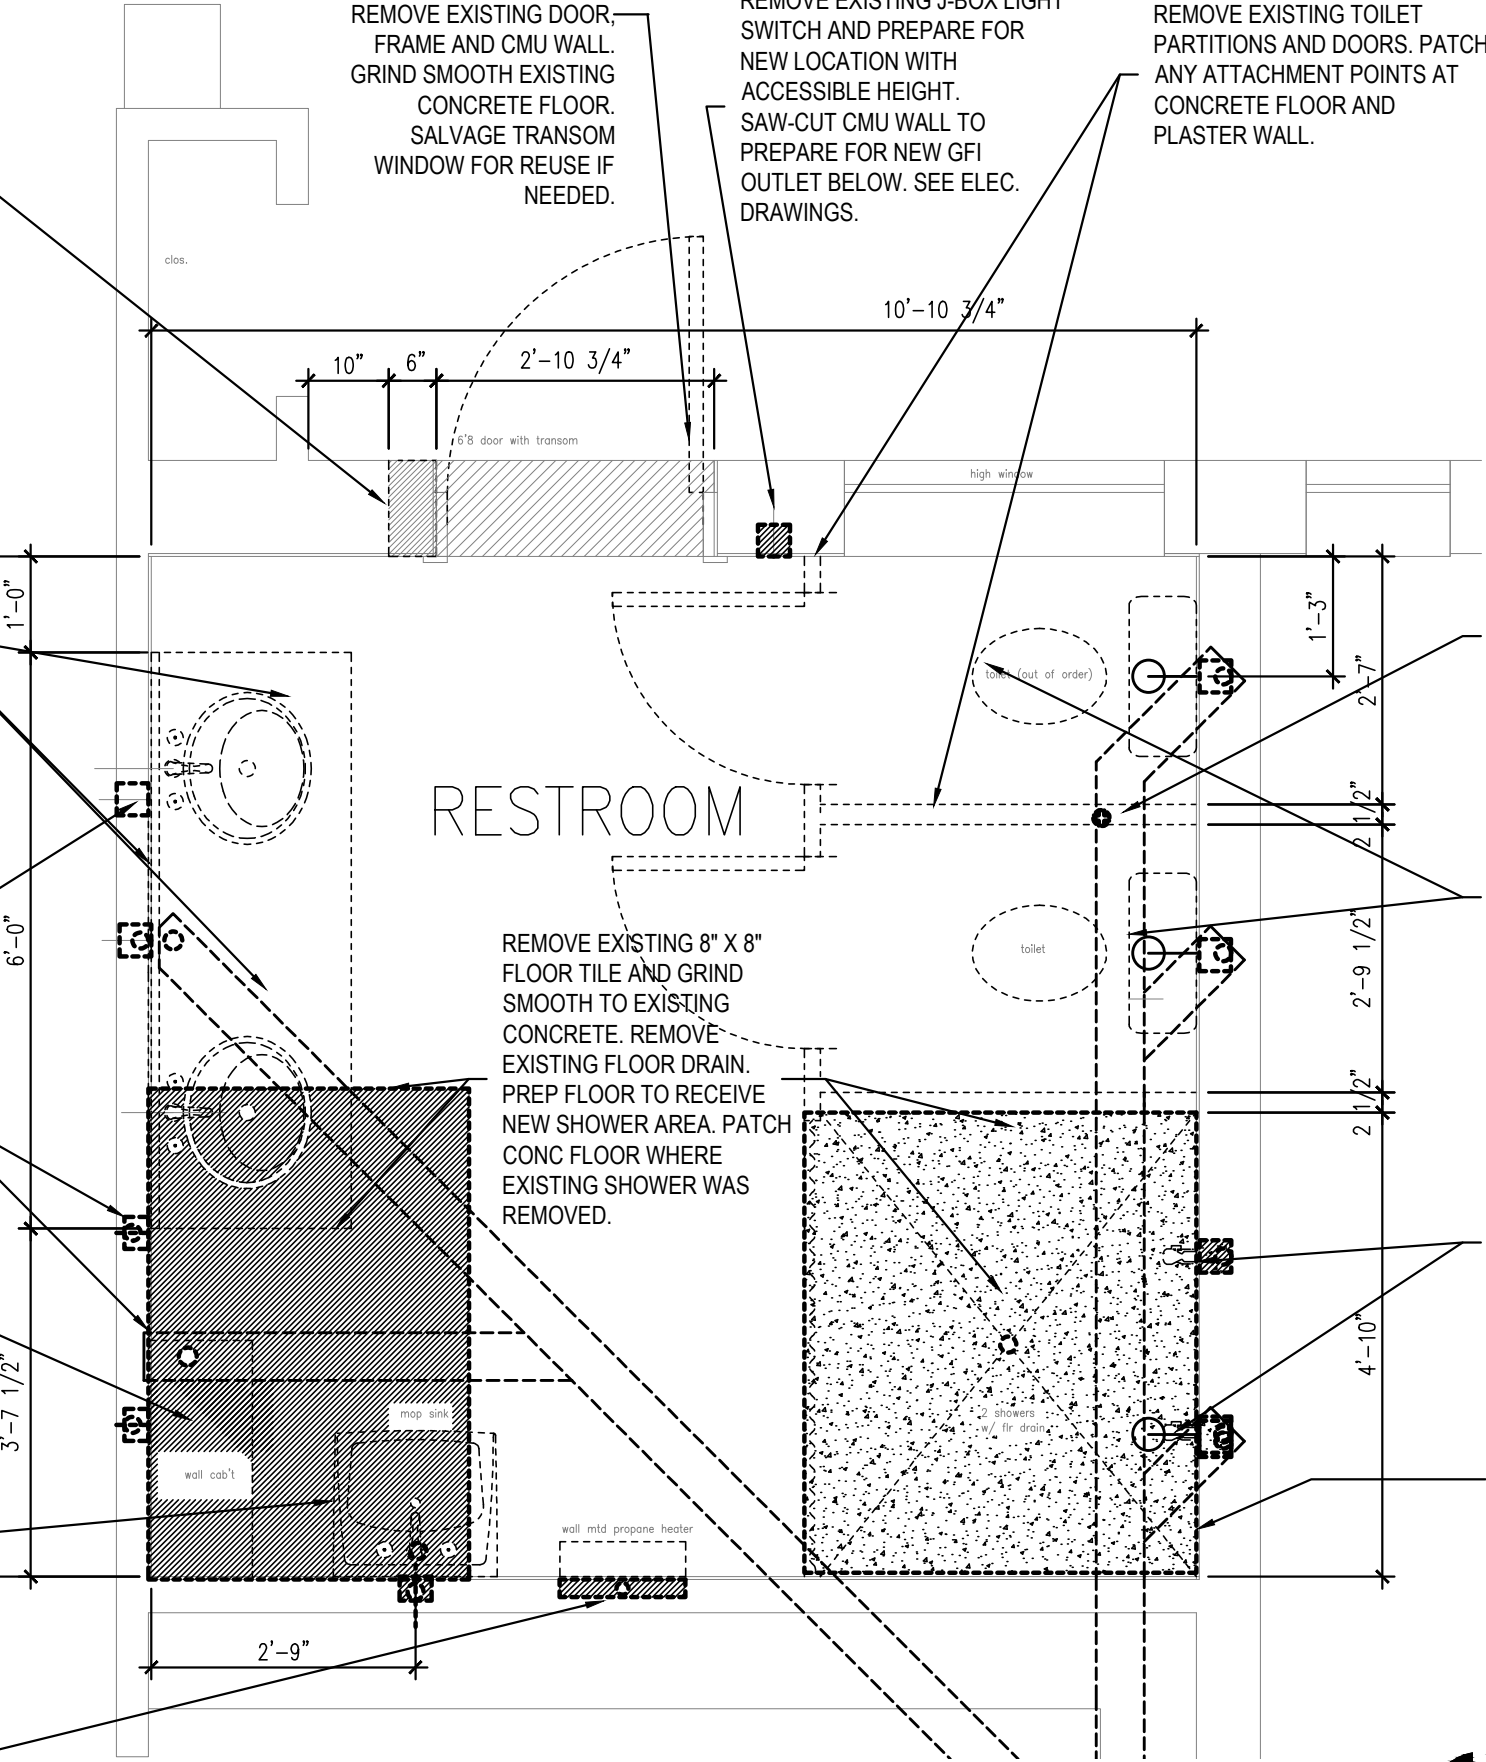 REMOVE EXISTING DOOR,
FRAME AND CMU WALL.
GRIND SMOOTH EXISTING
CONCRETE FLOOR.
SALVAGE TRANSOM
WINDOW FOR REUSE IF
NEEDED.
REMOVE EXISTING J-BOX LIGHT
SWITCH AND PREPARE FOR
NEW LOCATION WITH
ACCESSIBLE HEIGHT.
SAW-CUT CMU WALL TO
PREPARE FOR NEW GFI
OUTLET BELOW. SEE ELEC.
DRAWINGS.
REMOVE EXISTING TOILET
PARTITIONS AND DOORS. PATCH
ANY ATTACHMENT POINTS AT
CONCRETE FLOOR AND
PLASTER WALL.
clos.
10'-10 3/4"
10"
6"
2'-10 3/4"
6'8 door with transom
high window
1'-0"
1'-3"
2'-7"
toilet (out of order)
RESTROOM
2 1/2"
6'-0"
toilet
2'-9 1/2"
REMOVE EXISTING 8" X 8"
FLOOR TILE AND GRIND
SMOOTH TO EXISTING
CONCRETE. REMOVE
EXISTING FLOOR DRAIN.
PREP FLOOR TO RECEIVE
NEW SHOWER AREA. PATCH
CONC FLOOR WHERE
EXISTING SHOWER WAS
REMOVED.
2 1/2"
4'-10"
3'-7 1/2"
mop sink
2 showers
w/ flr drain
wall cab't
wall mtd propane heater
2'-9"